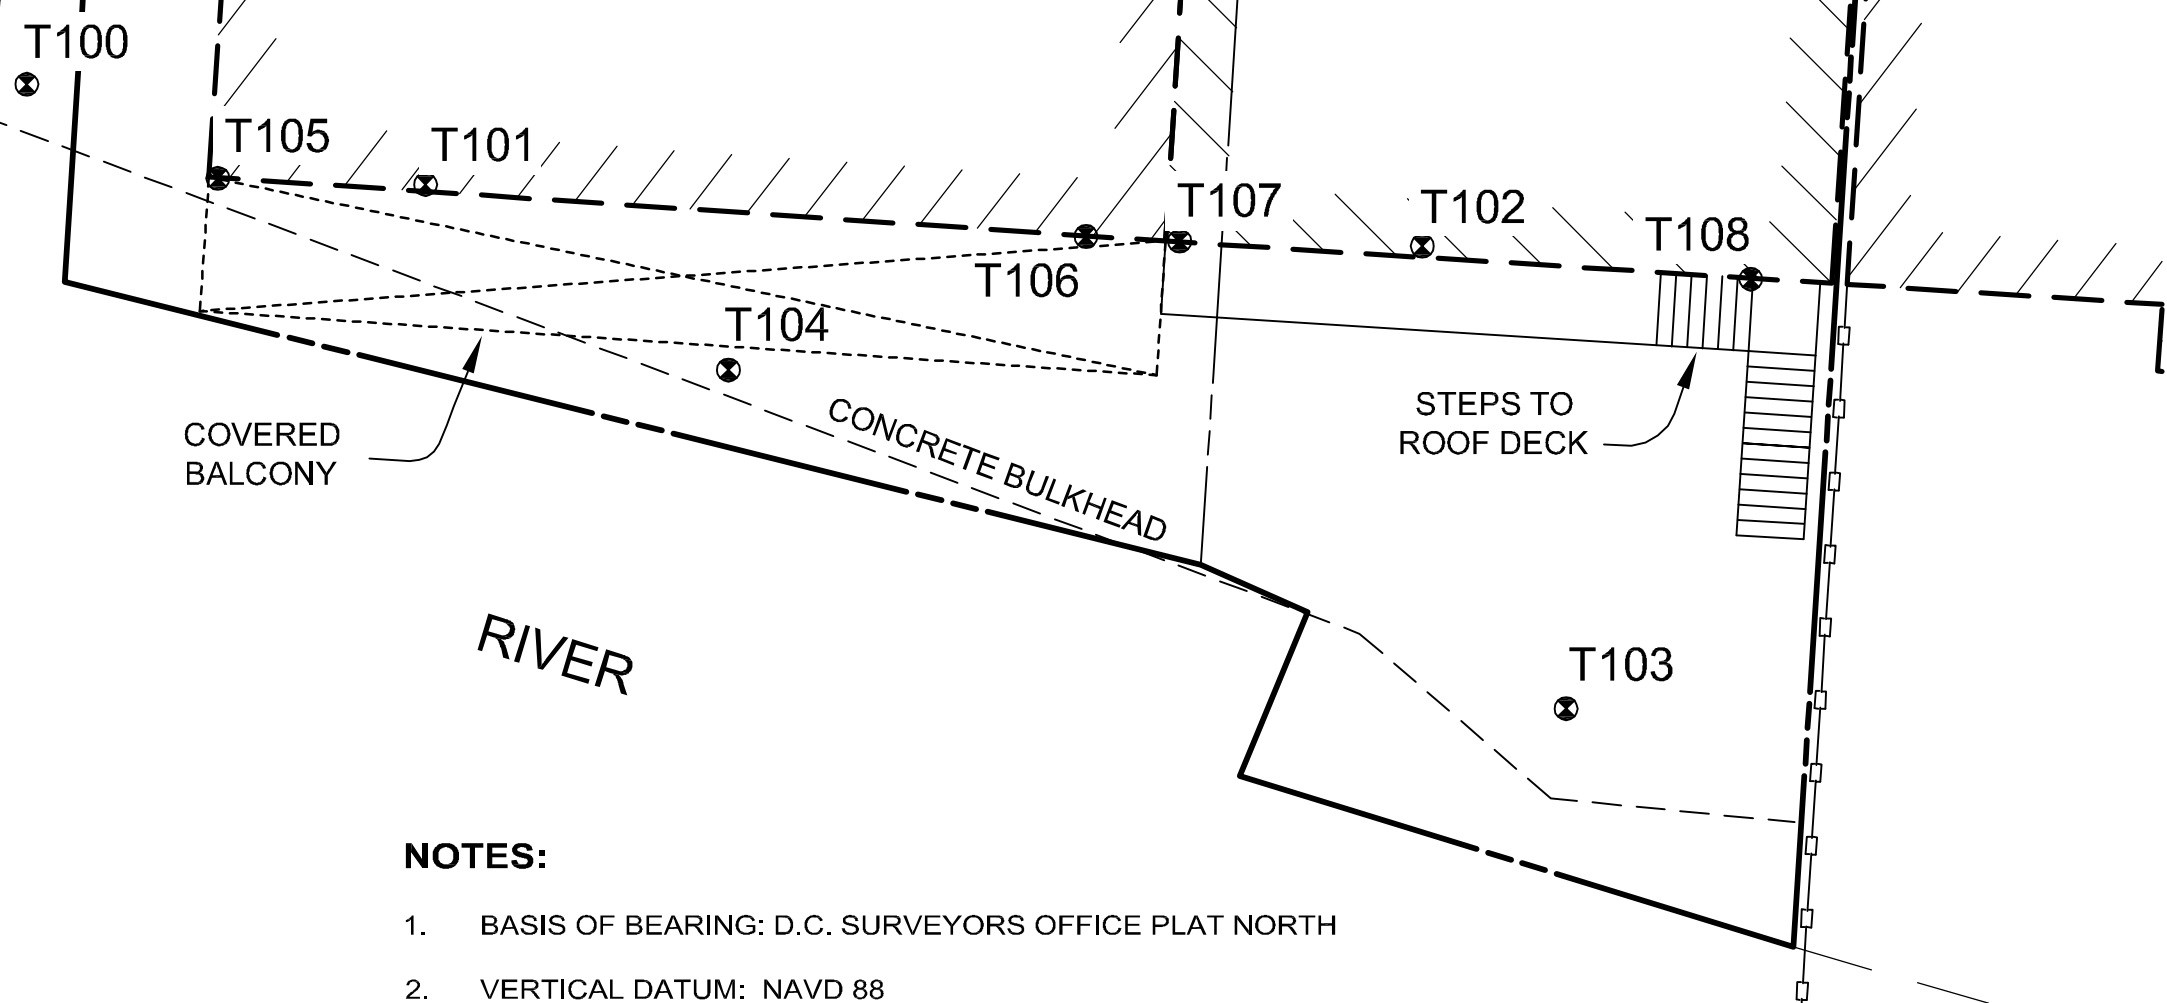 T100
T105
T101
T107
T102
T108
T106
T104
COVERED
BALCONY
CONCRETE BULKHEAD
STEPS TO
ROOF DECK
RIVER
T103
NOTES:
1. BASIS OF BEARING: D.C. SURVEYORS OFFICE PLAT NORTH
2. VERTICAL DATUM: NAVD 88